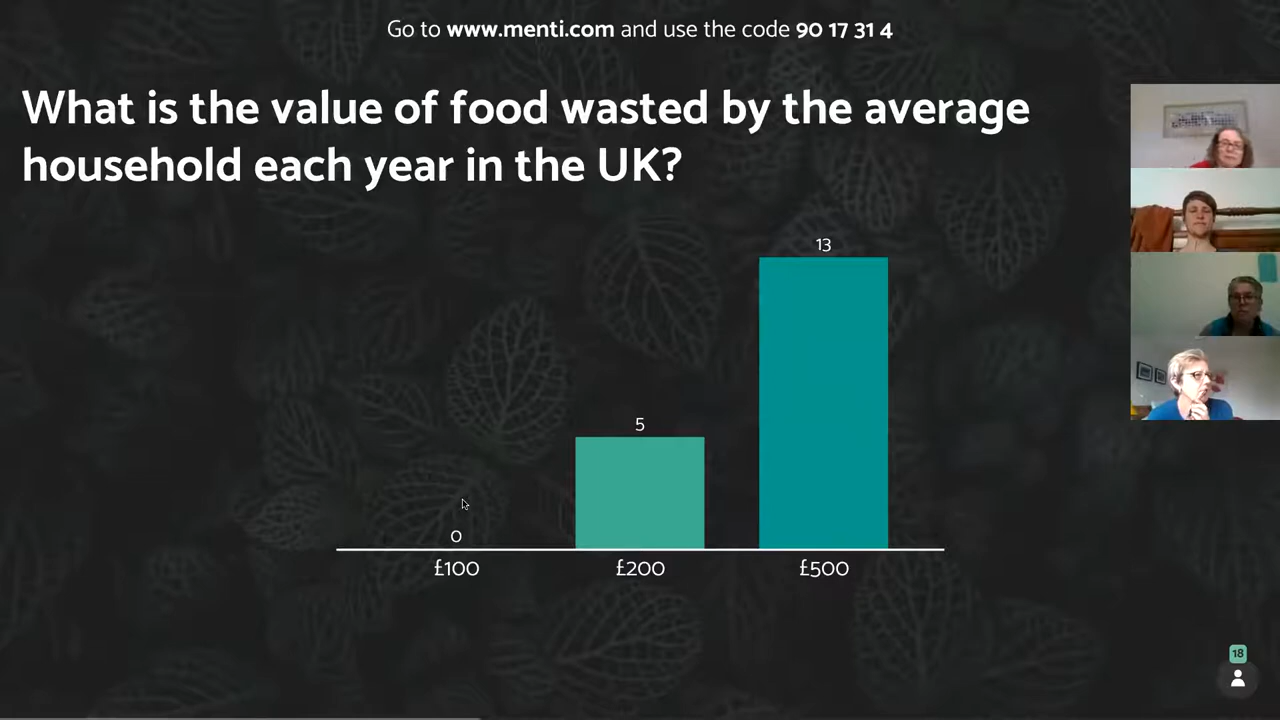 Go to www.menti.com and use the code 90 17 31 4
What is the value of food wasted by the average
household each year in the UK?
13
5
0
£100
£200
£500
18